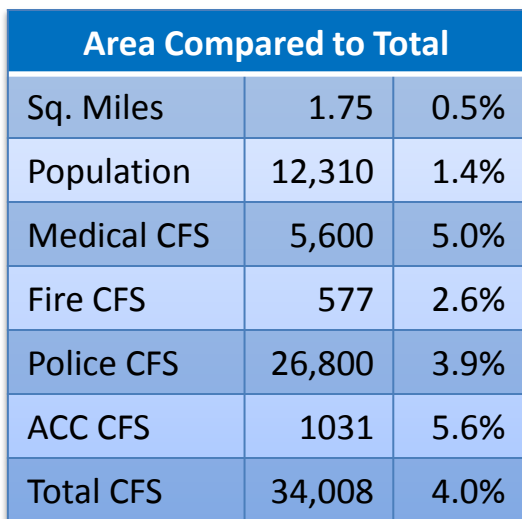 Area Compared to Total
Sq. Miles 1.75 0.5%
Population 12,310 1.4%
Medical CFS 5,600 5.0%
Fire CFS 577 2.6%
Police CFS 26,800 3.9%
ACC CFS 1031 5.6%
Total CFS 34,008 4.0%